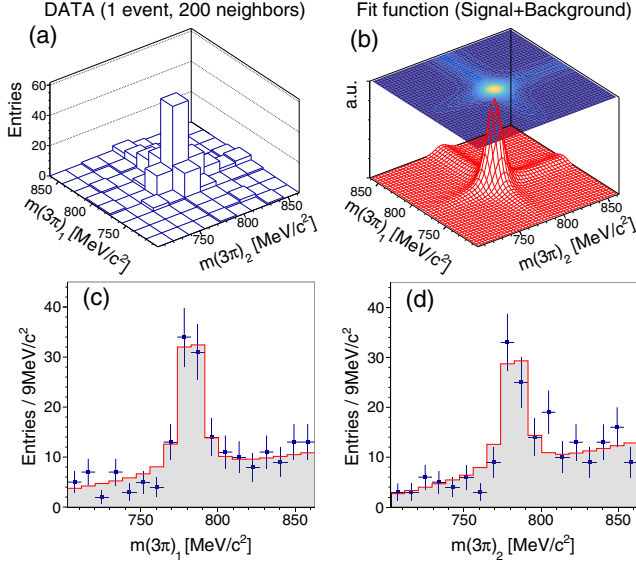 DATA (1 event, 200 neighbors)
Fit function (Signal+Background)
(a)
(b)
Entries
60
40
20
0
850
800
750
m(3π)₁ [MeV/c²]
750
800
850
m(3π)₂ [MeV/c²]
a.u.
850
800
750
m(3π)₁ [MeV/c²]
750
800
850
m(3π)₂ [MeV/c²]
(c)
Entries / 9MeV/c²
40
30
20
10
0
750
800
850
m(3π)₁ [MeV/c²]
(d)
Entries / 9MeV/c²
40
30
20
10
0
750
800
850
m(3π)₂ [MeV/c²]